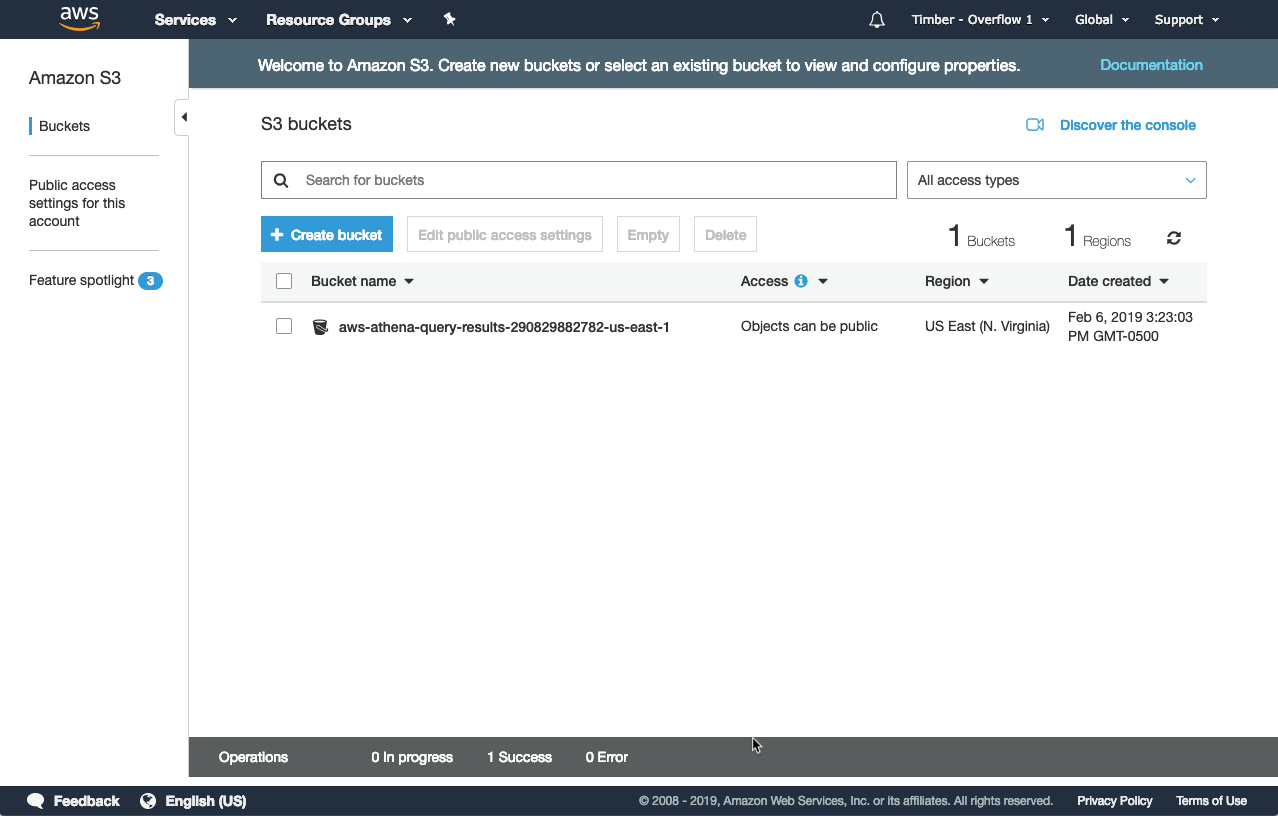 aws
Services
Resource Groups
Timber - Overflow 1
Global
Support
Amazon S3
Buckets
Public access
settings for this
account
Feature spotlight 3
Welcome to Amazon S3. Create new buckets or select an existing bucket to view and configure properties.
Documentation
S3 buckets
Discover the console
Search for buckets
All access types
Create bucket
Edit public access settings
Empty
Delete
1 Buckets
1 Regions
Bucket name
Access
Region
Date created
aws-athena-query-results-290829882782-us-east-1
Objects can be public
US East (N. Virginia)
Feb 6, 2019 3:23:03
PM GMT-0500
Operations
0 In progress
1 Success
0 Error
Feedback
English (US)
© 2008 - 2019, Amazon Web Services, Inc. or its affiliates. All rights reserved.
Privacy Policy
Terms of Use